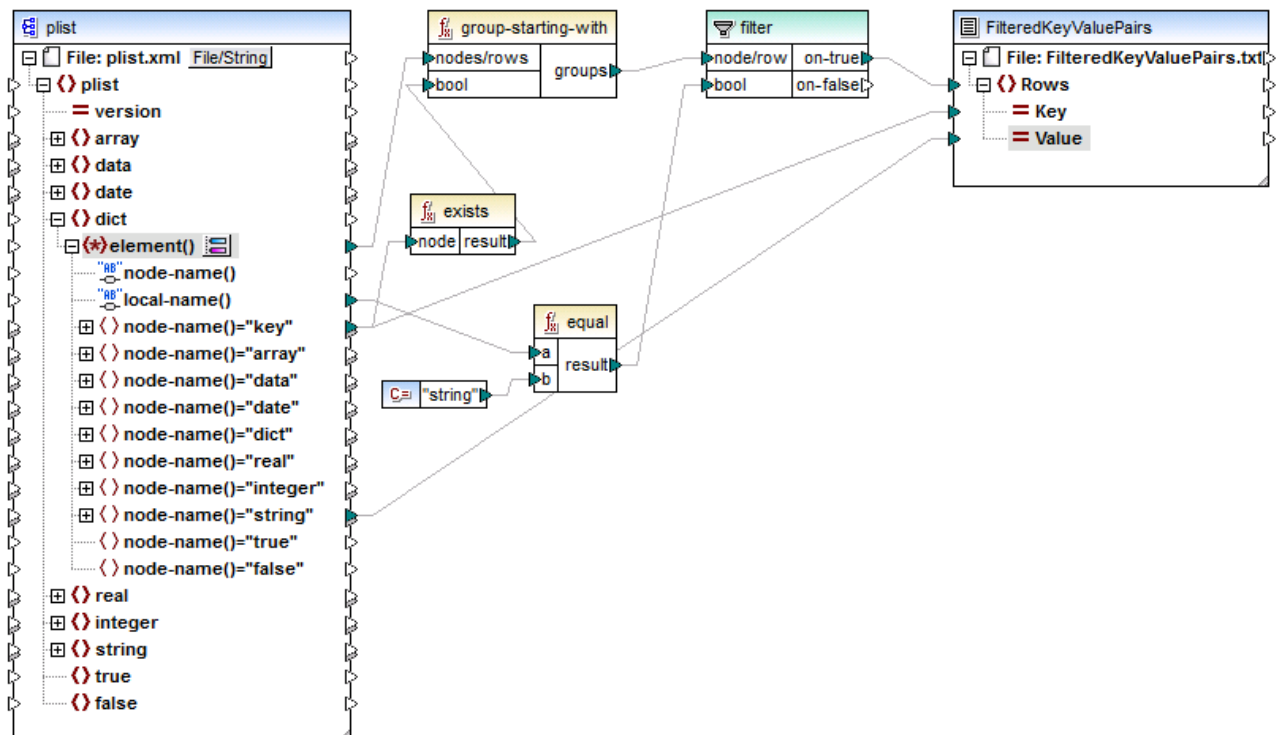 plist
File: plist.xml File/String
plist
version
array
data
date
dict
element()
node-name()
local-name()
node-name()="key"
node-name()="array"
node-name()="data"
node-name()="date"
node-name()="dict"
node-name()="real"
node-name()="integer"
node-name()="string"
node-name()="true"
node-name()="false"
real
integer
string
true
false
group-starting-with
nodes/rows
groups
bool
exists
node result
equal
a
result
b
C= "string"
filter
node/row on-true
bool on-false
FilteredKeyValuePairs
File: FilteredKeyValuePairs.txt
Rows
Key
Value